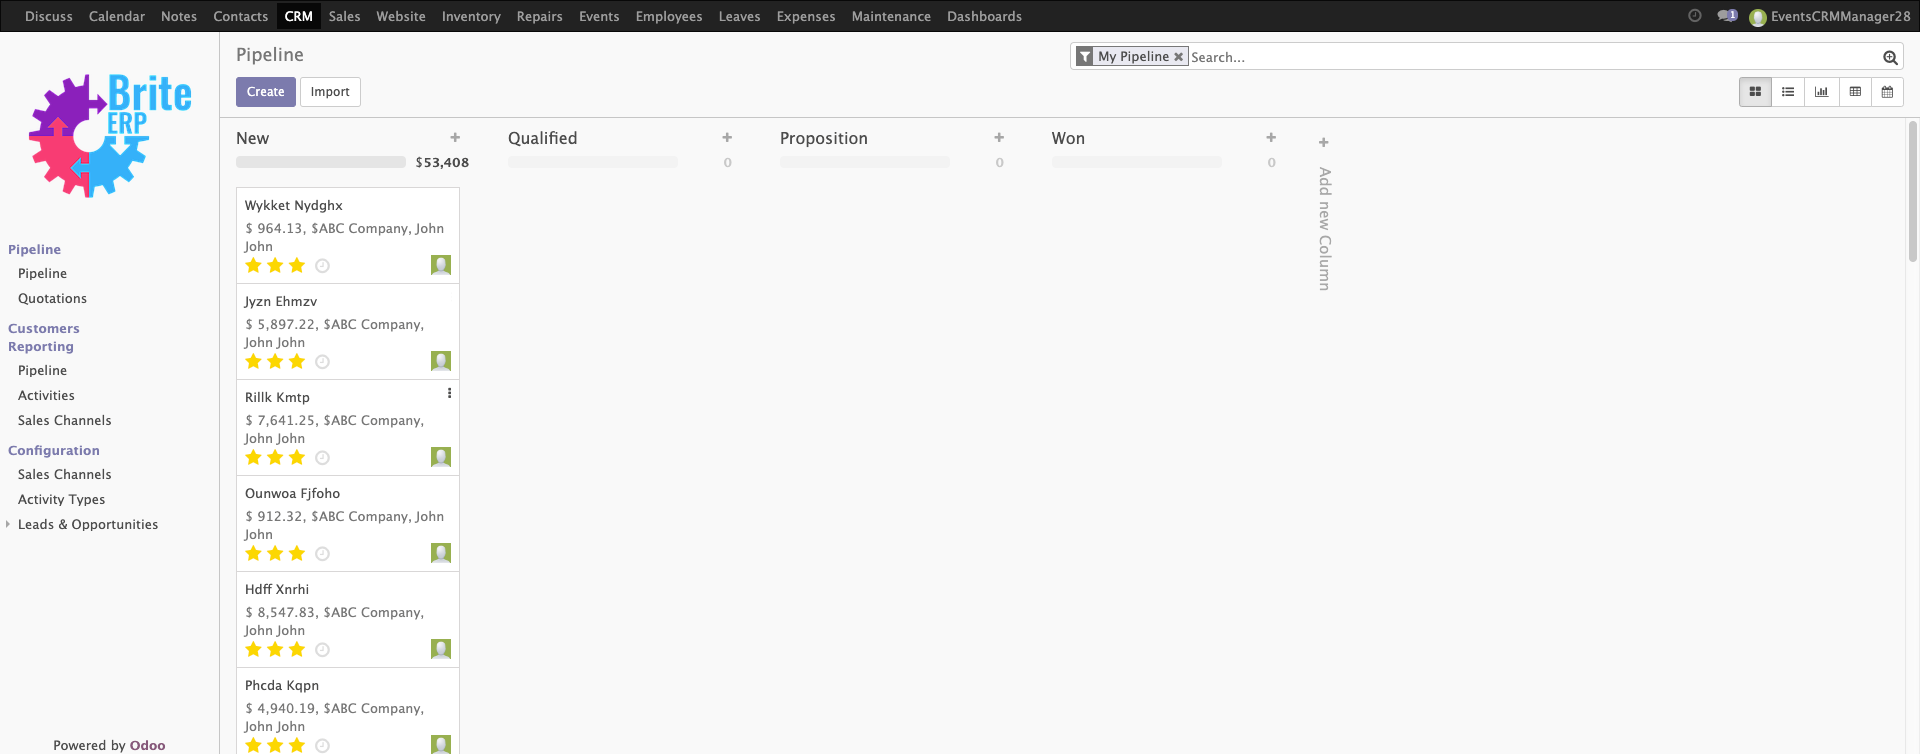 Discuss Calendar Notes Contacts CRM Sales Website Inventory Repairs Events Employees Leaves Expenses Maintenance Dashboards 1 EventsCRMManager28
Brite
ERP
Pipeline
Pipeline
Quotations
Customers
Reporting
Pipeline
Activities
Sales Channels
Configuration
Sales Channels
Activity Types
Leads & Opportunities
Powered by Odoo
Pipeline
My Pipeline Search...
Create Import
New
$53,408
Wykket Nydghx
$ 964.13, $ABC Company, John
John
Jyzn Ehmzv
$ 5,897.22, $ABC Company,
John John
Rillk Kmtp
$ 7,641.25, $ABC Company,
John John
Ounwoa Fjfoho
$ 912.32, $ABC Company, John
John
Hdff Xnrhi
$ 8,547.83, $ABC Company,
John John
Phcda Kqpn
$ 4,940.19, $ABC Company,
John John
Qualified
0
Proposition
0
Won
0
Add new Column